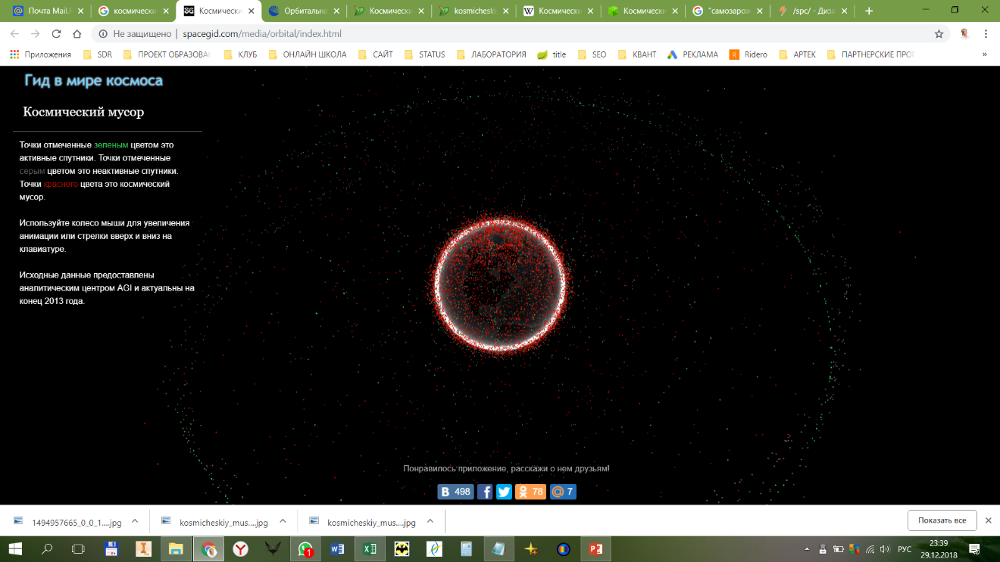 Почта Mail.
космически
Космически
Орбитальна
Космически
kosmichesk
Космическ
Космически
"самозарож
/spc/ - Диза
Не защищено | spacegid.com/media/orbital/index.html
Приложения
SDR
ПРОЕКТ ОБРАЗОВА
КЛУБ
ОНЛАЙН ШКОЛА
САЙТ
STATUS
ЛАБОРАТОРИЯ
title
SEO
КВАНТ
РЕКЛАМА
Ridero
АРТЕК
ПАРТНЕРСКИЕ ПРОГ
»
Гид в мире космоса
Космический мусор
Точки отмеченные зеленым цветом это
активные спутники. Точки отмеченные
серым цветом это неактивные спутники.
Точки красного цвета это космический
мусор.
Используйте колесо мыши для увеличения
анимации или стрелки вверх и вниз на
клавиатуре.
Исходные данные предоставлены
аналитическим центром AGI и актуальны на
конец 2013 года.
Понравилось приложение, расскажи о нем друзьям!
B 498
78
@ 7
1494957665_0_0_1....jpg
kosmicheskiy_mus....jpg
kosmicheskiy_mus....jpg
Показать все
РУС
23:39
29.12.2018